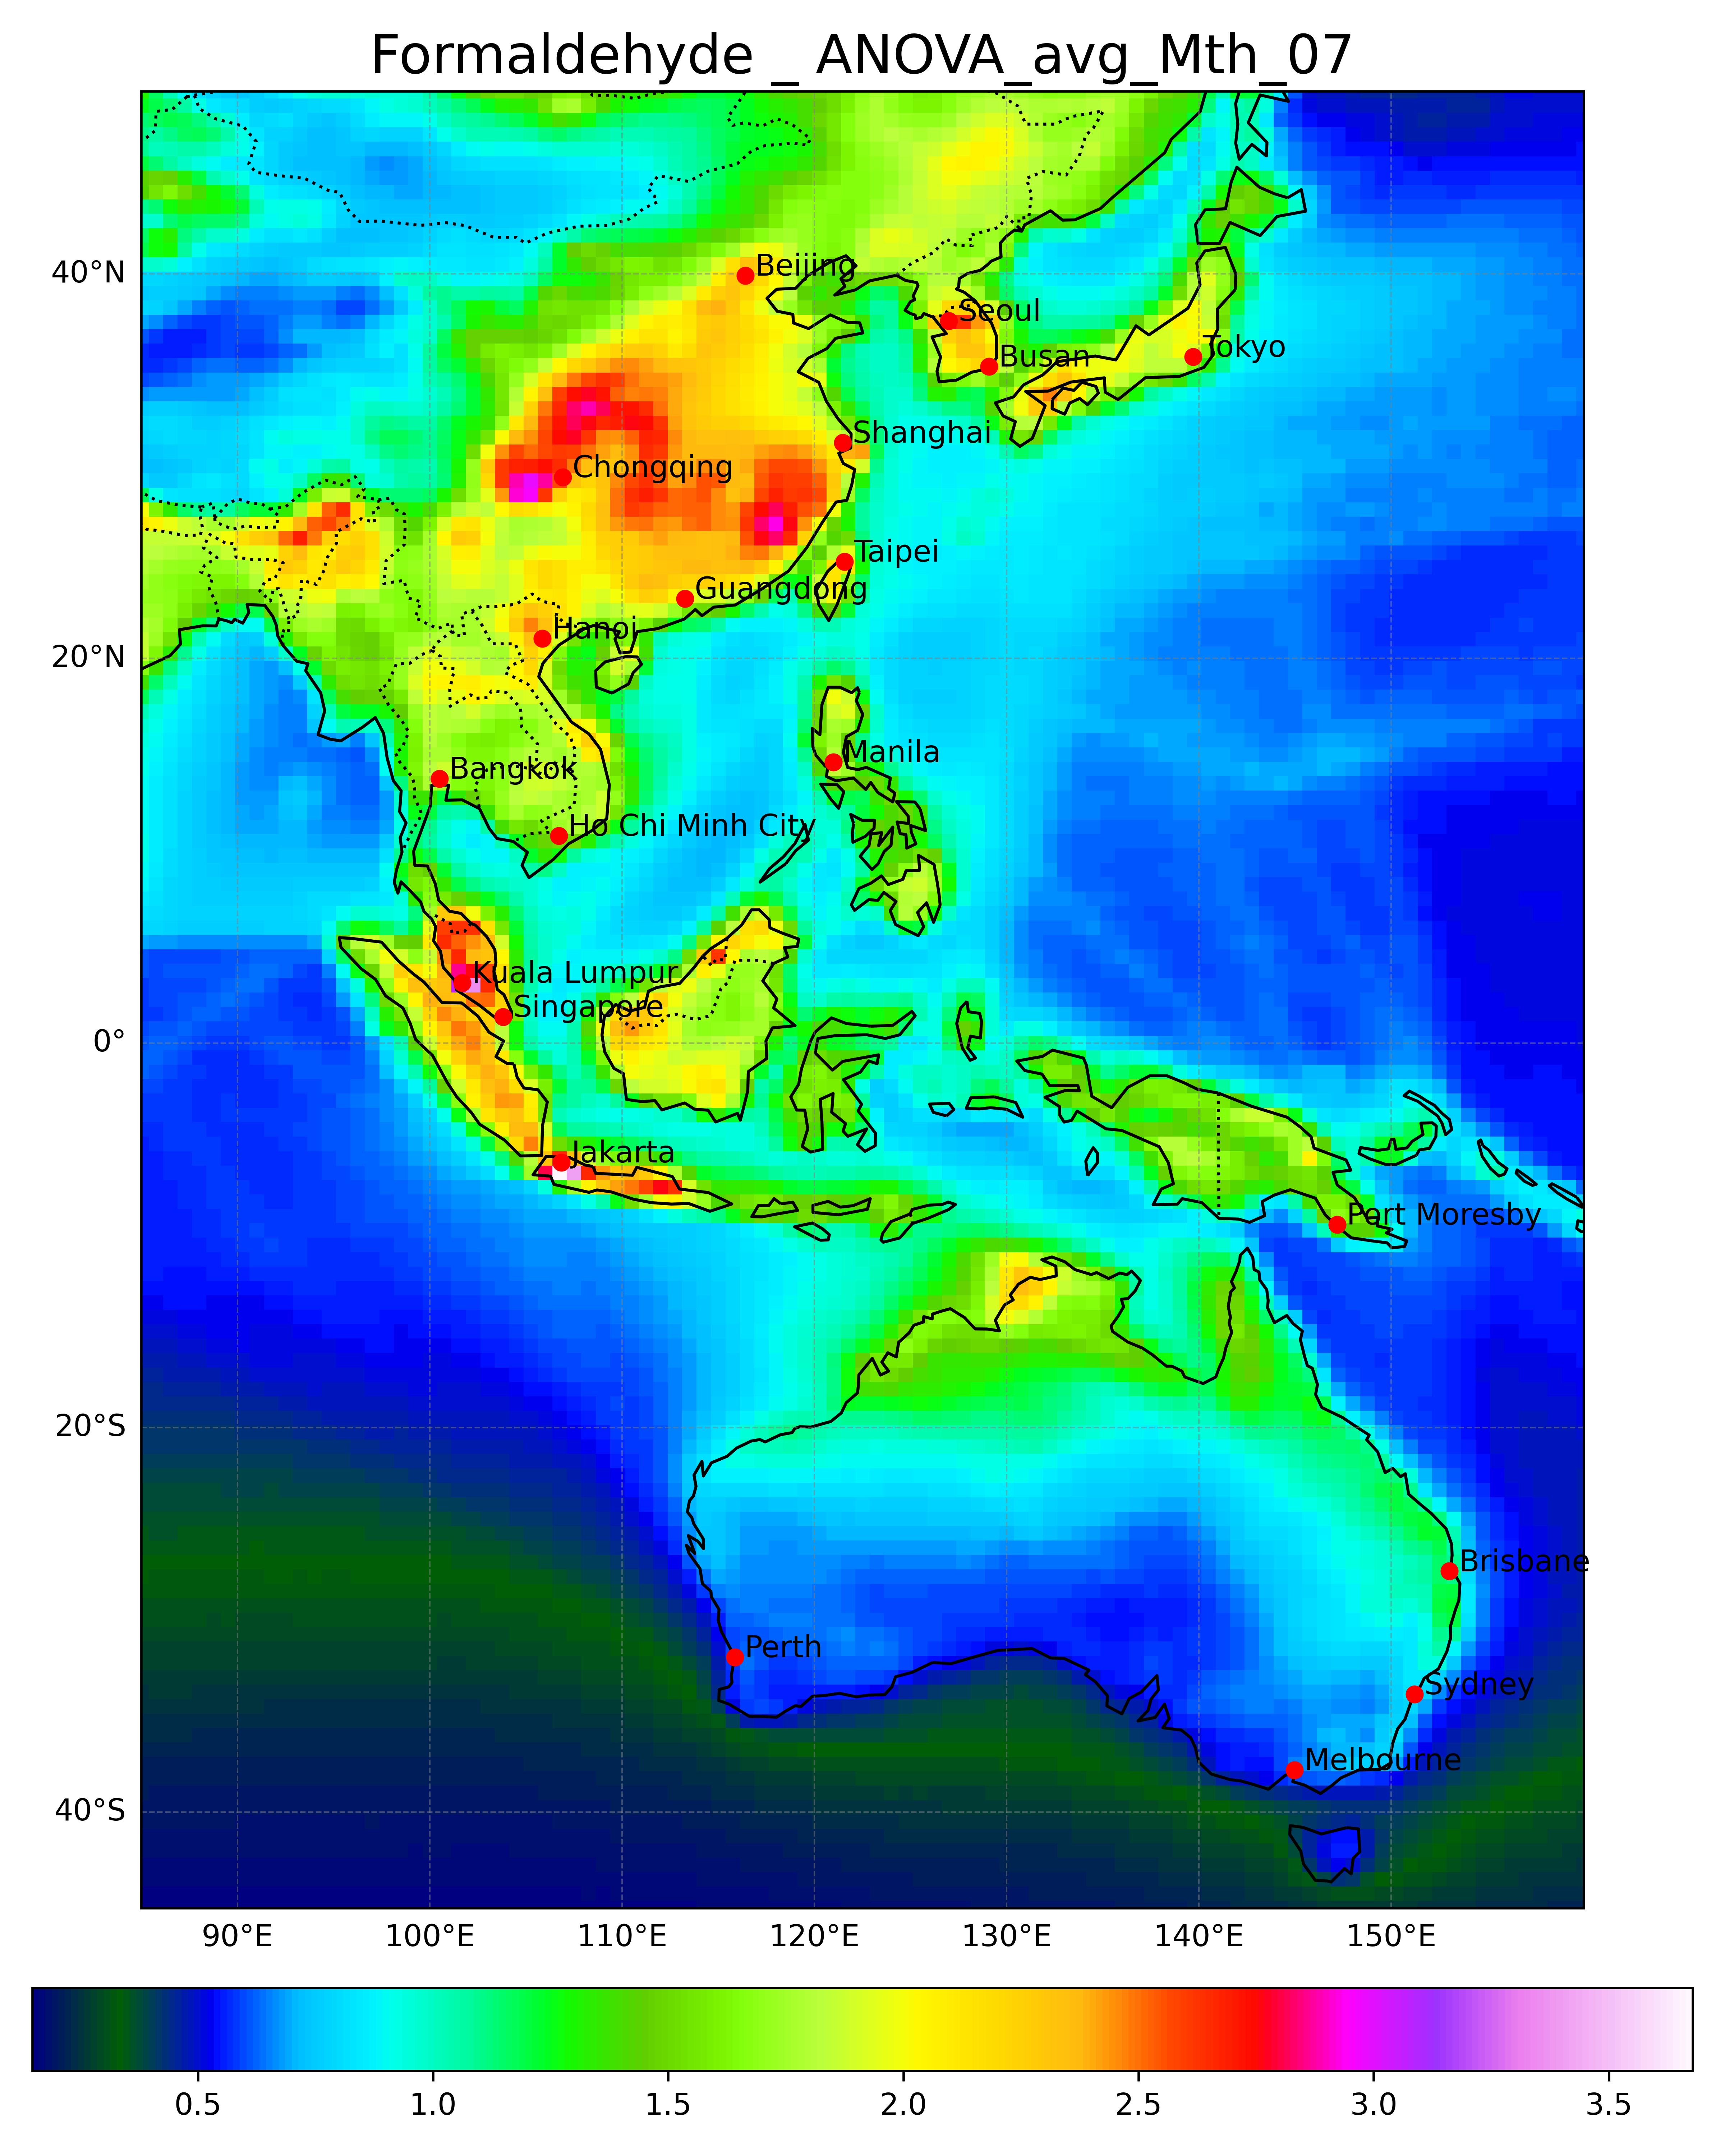 Formaldehyde _ ANOVA_avg_Mth_07
40°N
20°N
0°
20°S
40°S
Beijing
Seoul
Busan
Tokyo
Shanghai
Chongqing
Taipei
Guangdong
Hanoi
Manila
Bangkok
Ho Chi Minh City
Kuala Lumpur
Singapore
Jakarta
Port Moresby
Brisbane
Perth
Sydney
Melbourne
90°E 100°E 110°E 120°E 130°E 140°E 150°E
0.5 1.0 1.5 2.0 2.5 3.0 3.5